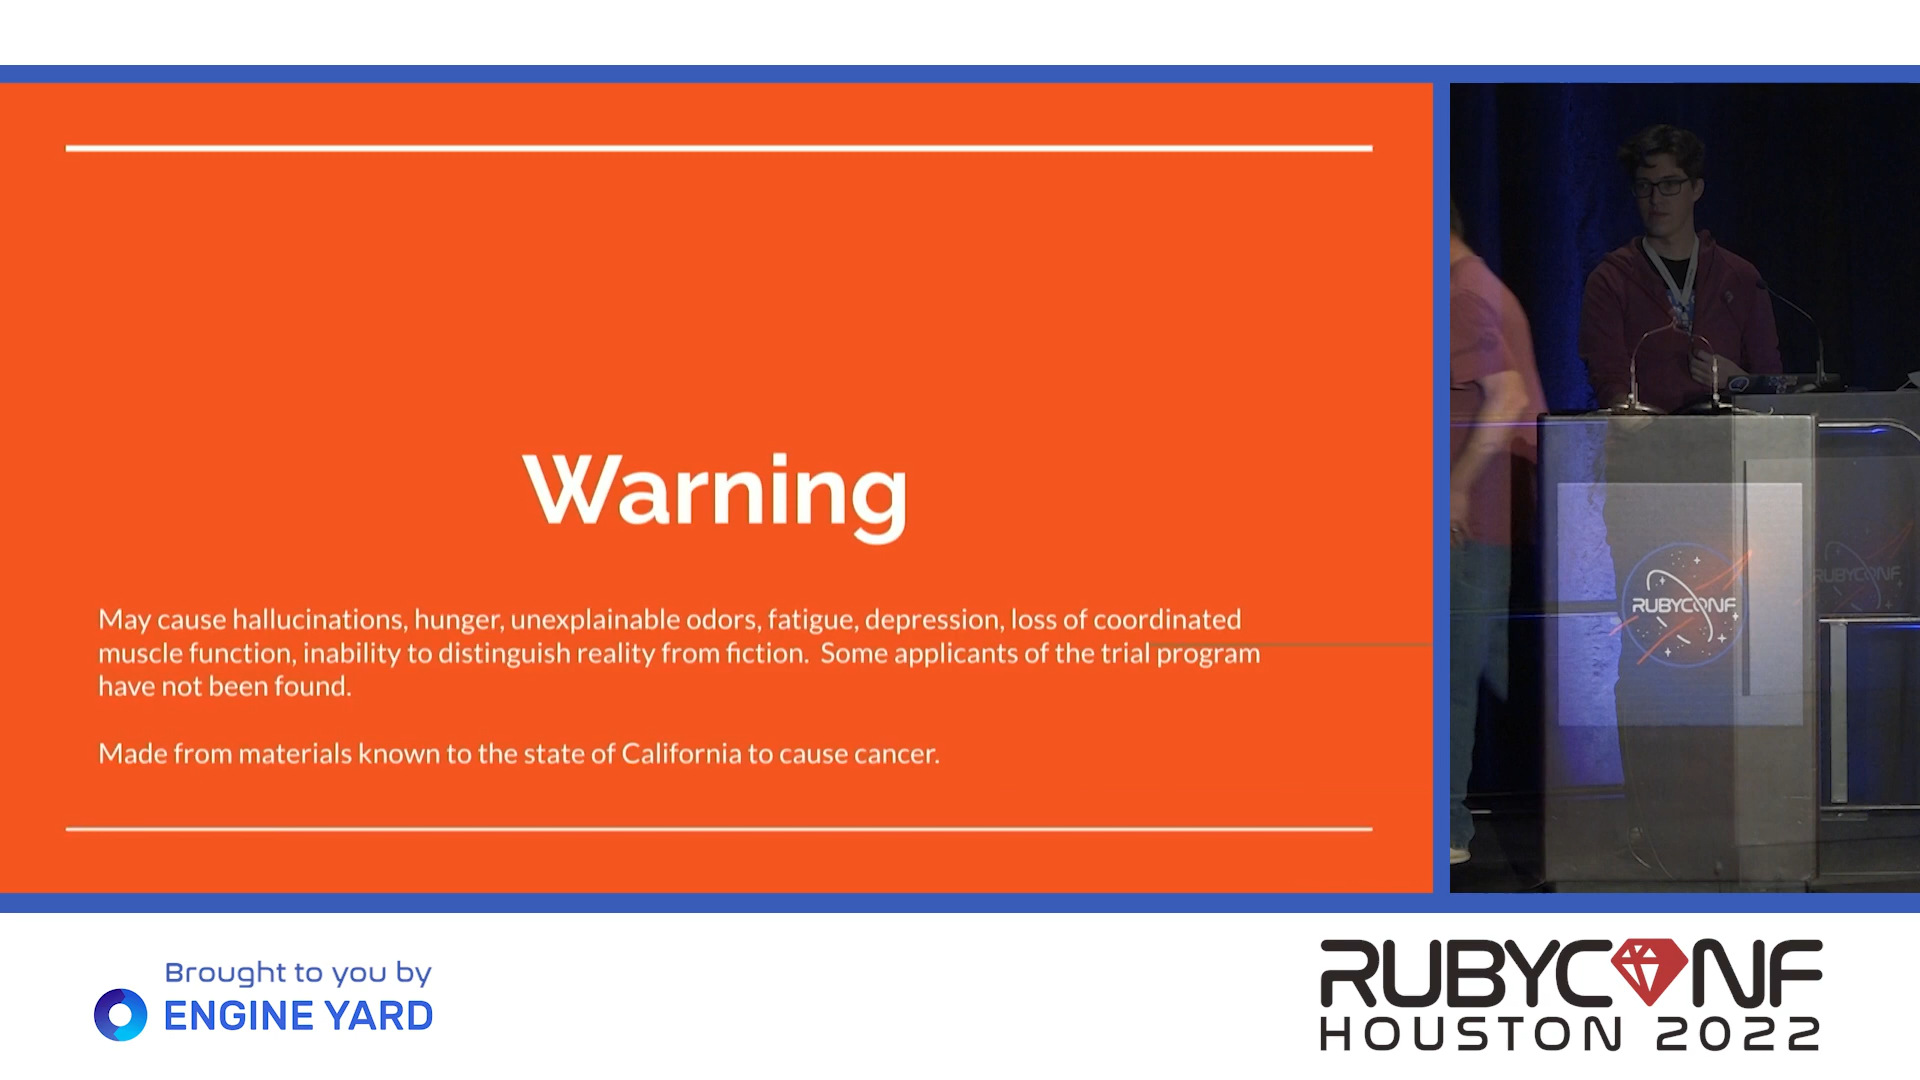 Warning
May cause hallucinations, hunger, unexplainable odors, fatigue, depression, loss of coordinated
muscle function, inability to distinguish reality from fiction.  Some applicants of the trial program
have not been found.
Made from materials known to the state of California to cause cancer.
RUBYCONF
RUBYCONF
Brought to you by
ENGINE YARD
RUBYCONF
HOUSTON 2022